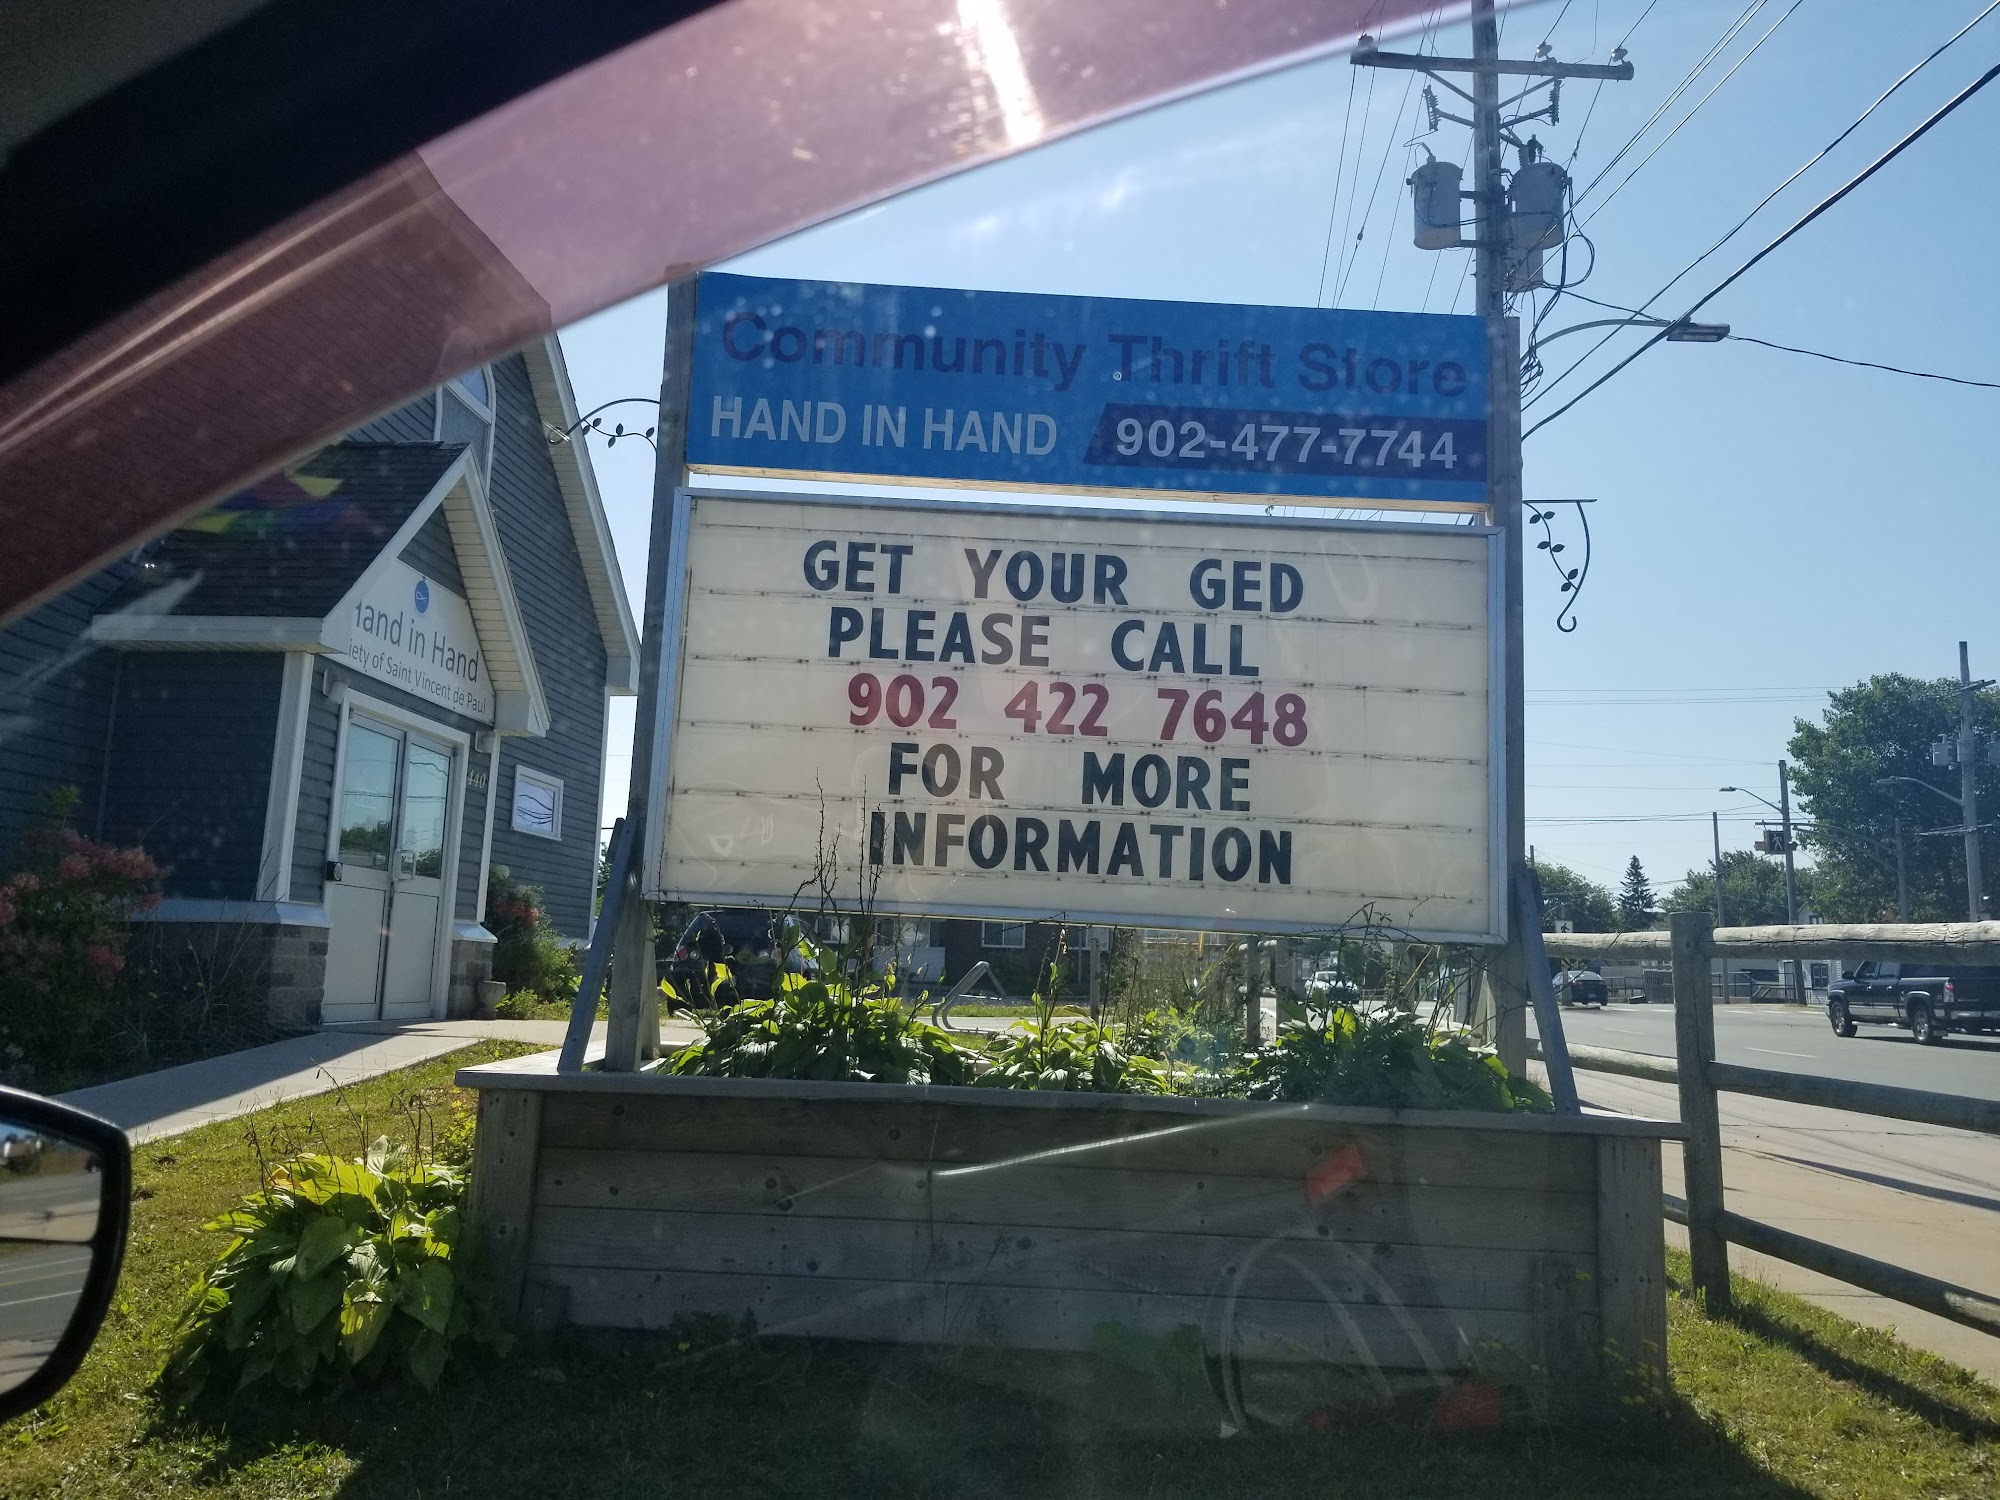 Community Thrift Store
HAND IN HAND 902-477-7744
GET YOUR GED
PLEASE CALL
902 422 7648
FOR MORE
INFORMATION
Hand in Hand
of Saint Vincent de Paul
440